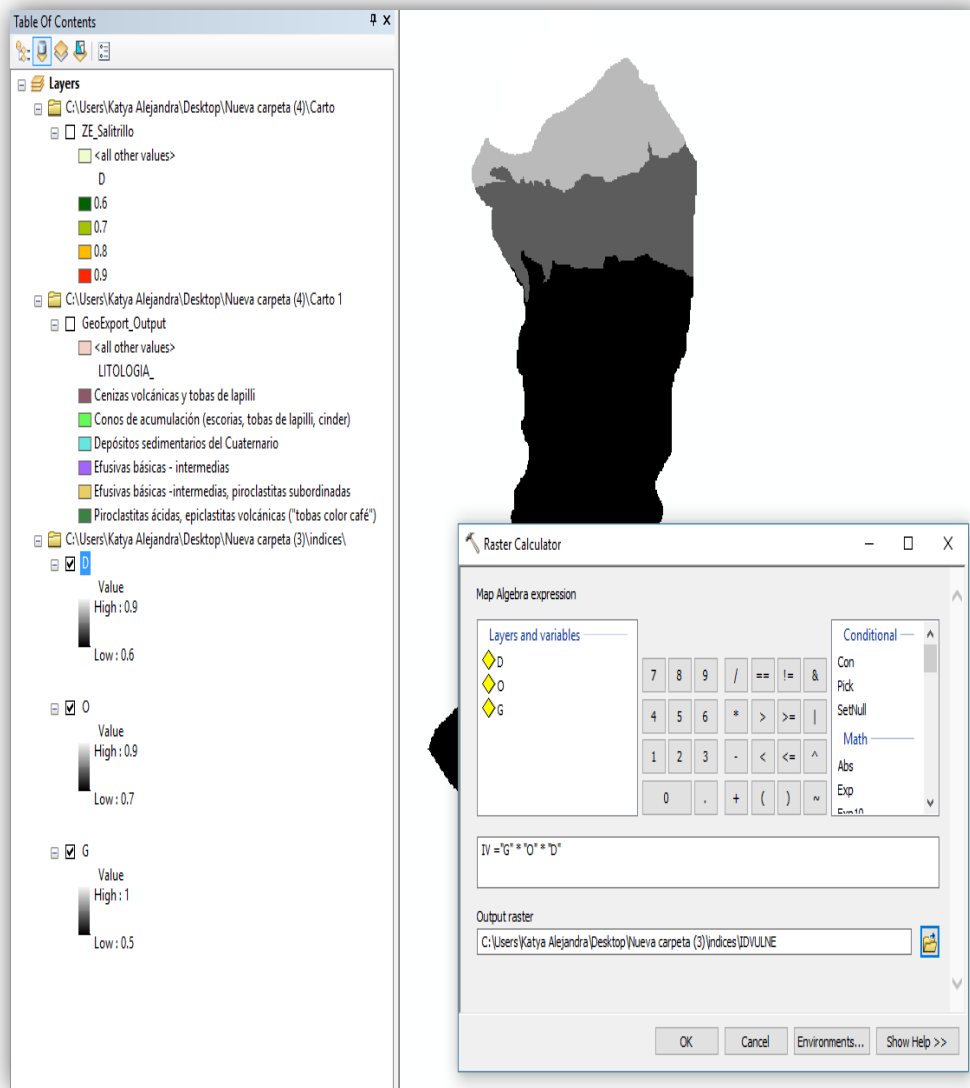 Table Of Contents
Layers
C:\Users\Katya Alejandra\Desktop\Nueva carpeta (4)\Carto
ZE_Salitrillo
<all other values>
D
0.6
0.7
0.8
0.9
C:\Users\Katya Alejandra\Desktop\Nueva carpeta (4)\Carto 1
GeoExport_Output
<all other values>
LITOLOGIA_
Cenizas volcánicas y tobas de lapilli
Conos de acumulación (escorias, tobas de lapilli, cinder)
Depósitos sedimentarios del Cuaternario
Efusivas básicas - intermedias
Efusivas básicas -intermedias, piroclastitas subordinadas
Piroclastitas ácidas, epiclastitas volcánicas ("tobas color café")
C:\Users\Katya Alejandra\Desktop\Nueva carpeta (3)\indices\
D
Value
High : 0.9
Low : 0.6
O
Value
High : 0.9
Low : 0.7
G
Value
High : 1
Low : 0.5
Raster Calculator
Map Algebra expression
Layers and variables
D
O
G
7 8 9 / == != &
4 5 6 * > >= |
1 2 3 - < <= ^
0 . + ( ) ~
Conditional
Con
Pick
SetNull
Math
Abs
Exp
Exp10
IV ="G" * "O" * "D"
Output raster
C:\Users\Katya Alejandra\Desktop\Nueva carpeta (3)\indices\IDVULNE
OK Cancel Environments... Show Help >>